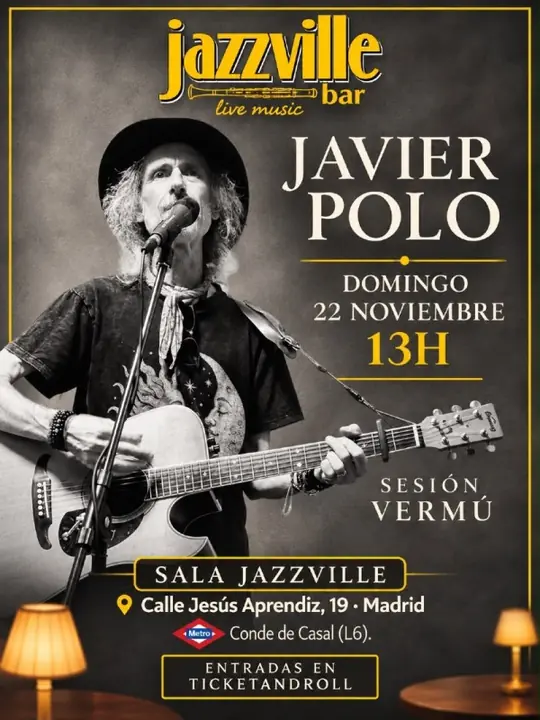 jazzville
bar
live music
JAVIER
POLO
DOMINGO
22 NOVIEMBRE
13H
SESIÓN
VERMÚ
SALA JAZZVILLE
Calle Jesús Aprendiz, 19 · Madrid
Metro Conde de Casal (L6).
ENTRADAS EN
TICKETANDROLL